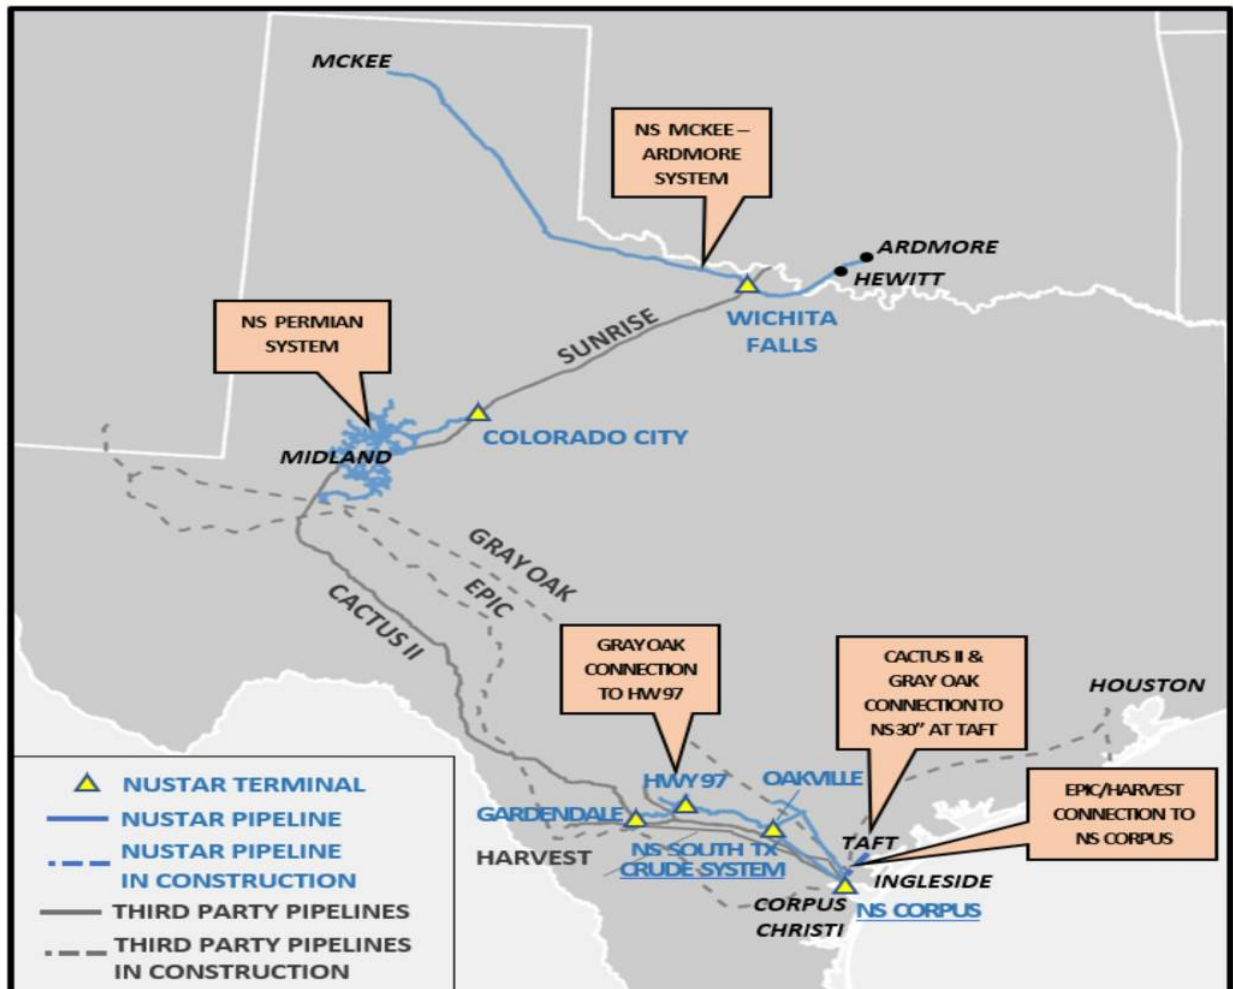 MCKEE
NS MCKEE –
ARDMORE
SYSTEM
ARDMORE
HEWITT
NS PERMIAN
SYSTEM
SUNRISE
WICHITA
FALLS
COLORADO CITY
MIDLAND
GRAY OAK
EPIC
CACTUS II
GRAY OAK
CONNECTION
TO HW 97
CACTUS II &
GRAY OAK
CONNECTION TO
NS 30” AT TAFT
HOUSTON
EPIC/HARVEST
CONNECTION TO
NS CORPUS
HWY 97
OAKVILLE
GARDENDALE
HARVEST
NS SOUTH TX
CRUDE SYSTEM
TAFT
INGLESIDE
CORPUS
CHRISTI
NS CORPUS
NUSTAR TERMINAL
NUSTAR PIPELINE
NUSTAR PIPELINE
IN CONSTRUCTION
THIRD PARTY PIPELINES
THIRD PARTY PIPELINES
IN CONSTRUCTION